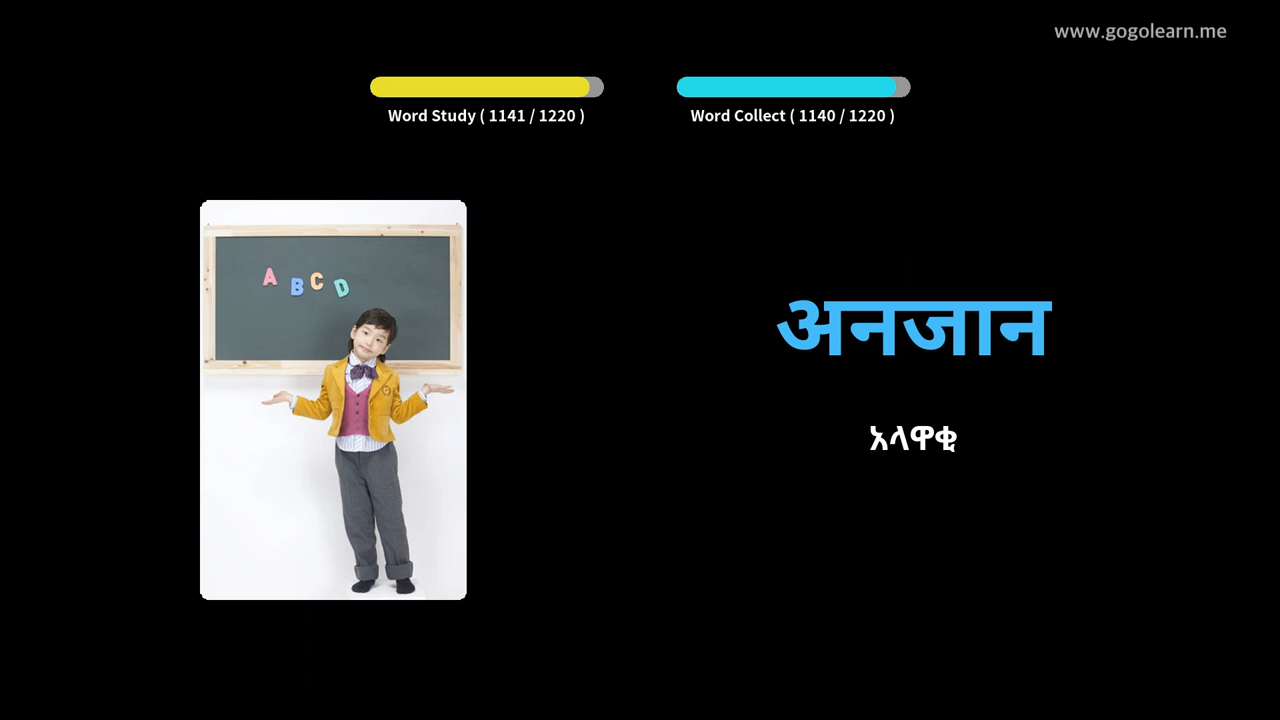 www.gogolearn.me
Word Study ( 1141 / 1220 )
Word Collect ( 1140 / 1220 )
A B C D
अनजान
አላዋቂ